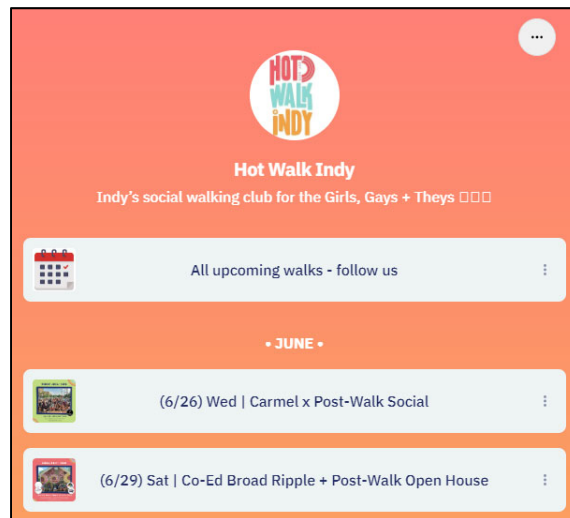 HOT
WALK
INDY
Hot Walk Indy
Indy's social walking club for the Girls, Gays + Theys □□□
All upcoming walks - follow us
• JUNE •
(6/26) Wed | Carmel x Post-Walk Social
(6/29) Sat | Co-Ed Broad Ripple + Post-Walk Open House